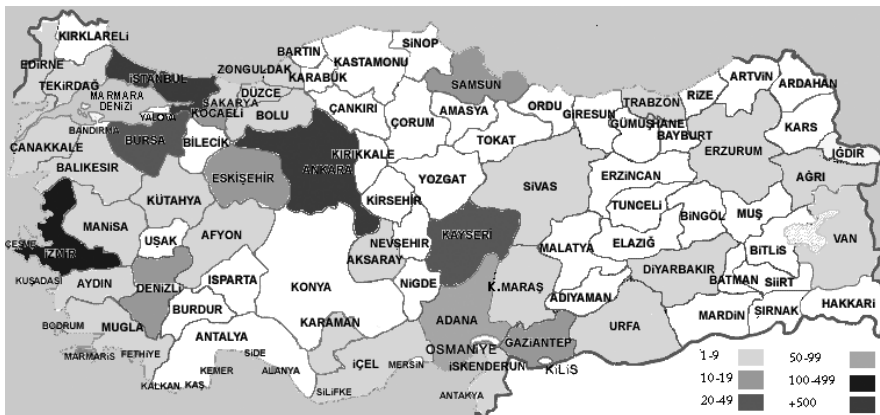 KIRKLARELİ
EDİRNE
TEKİRDAĞ
İSTANBUL
MARMARA
DENİZİ
YALOVA
KOCAELİ
SAKARYA
DÜZCE
ZONGULDAK
BARTIN
KARABÜK
KASTAMONU
SİNOP
SAMSUN
BOLU
ÇANKIRI
ÇORUM
AMASYA
TOKAT
ORDU
GİRESUN
TRABZON
GÜMÜŞHANE
BAYBURT
RİZE
ARTVİN
ARDAHAN
KARS
IĞDIR
ERZURUM
AĞRI
BANDIRMA
BURSA
BİLECİK
ÇANAKKALE
BALIKESİR
ESKİŞEHİR
ANKARA
KIRIKKALE
YOZGAT
SİVAS
ERZİNCAN
TUNCELİ
BİNGÖL
MUŞ
KÜTAHYA
KIRŞEHİR
MANİSA
UŞAK
AFYON
ÇEŞME
İZMİR
NEVŞEHİR
KAYSERİ
AKSARAY
MALATYA
ELAZIĞ
BİTLİS
VAN
KUŞADASI
AYDIN
DENİZLİ
ISPARTA
KONYA
NİGDE
K.MARAŞ
ADIYAMAN
DİYARBAKIR
BATMAN
SİİRT
BURDUR
BODRUM
MUGLA
ANTALYA
KARAMAN
ADANA
GAZİANTEP
URFA
MARDİN
SIRNAK
HAKKARİ
MARMARİS
FETHİYE
SİDE
İÇEL
MERSİN
OSMANİYE
İSKENDERUN
KİLİS
KALKAN
KAŞ
KEMER
ALANYA
SİLİFKE
ANTAKYA
1-9
50-99
10-19
100-499
20-49
+500